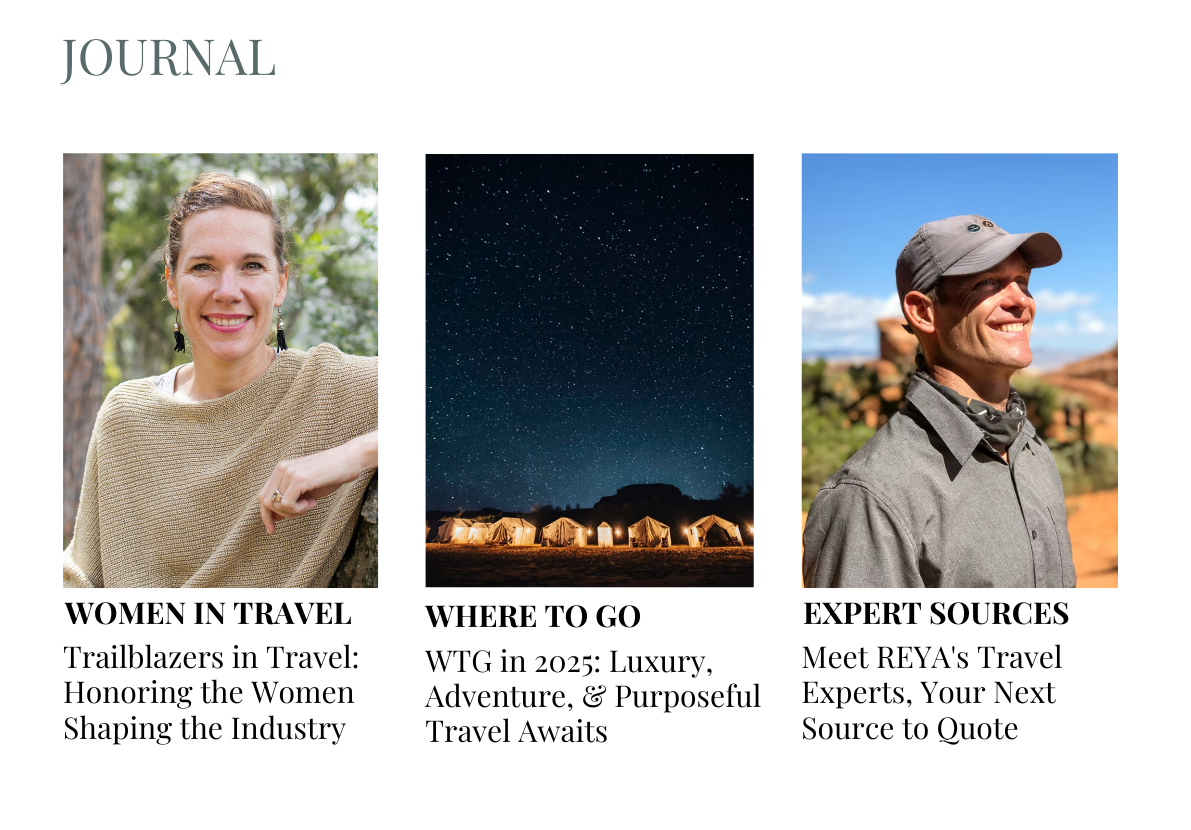 JOURNAL
WOMEN IN TRAVEL
Trailblazers in Travel:
Honoring the Women
Shaping the Industry
WHERE TO GO
WTG in 2025: Luxury,
Adventure, & Purposeful
Travel Awaits
EXPERT SOURCES
Meet REYA's Travel
Experts, Your Next
Source to Quote